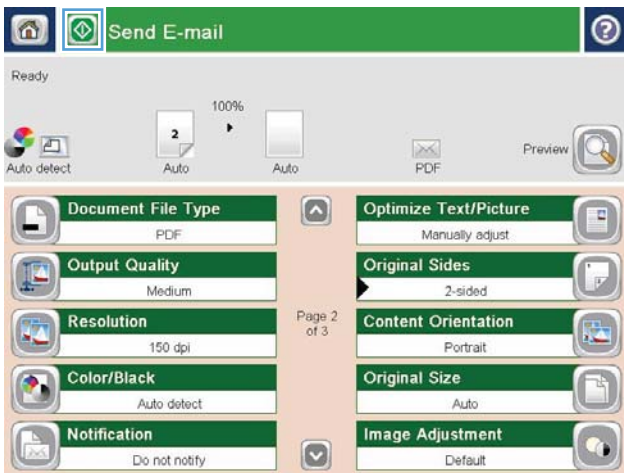 Send E-mail
?
Ready
100%
2
Auto detect
Auto
Auto
PDF
Preview
Document File Type
PDF
Output Quality
Medium
Resolution
150 dpi
Color/Black
Auto detect
Notification
Do not notify
Page 2
of 3
Optimize Text/Picture
Manually adjust
Original Sides
2-sided
Content Orientation
Portrait
Original Size
Auto
Image Adjustment
Default